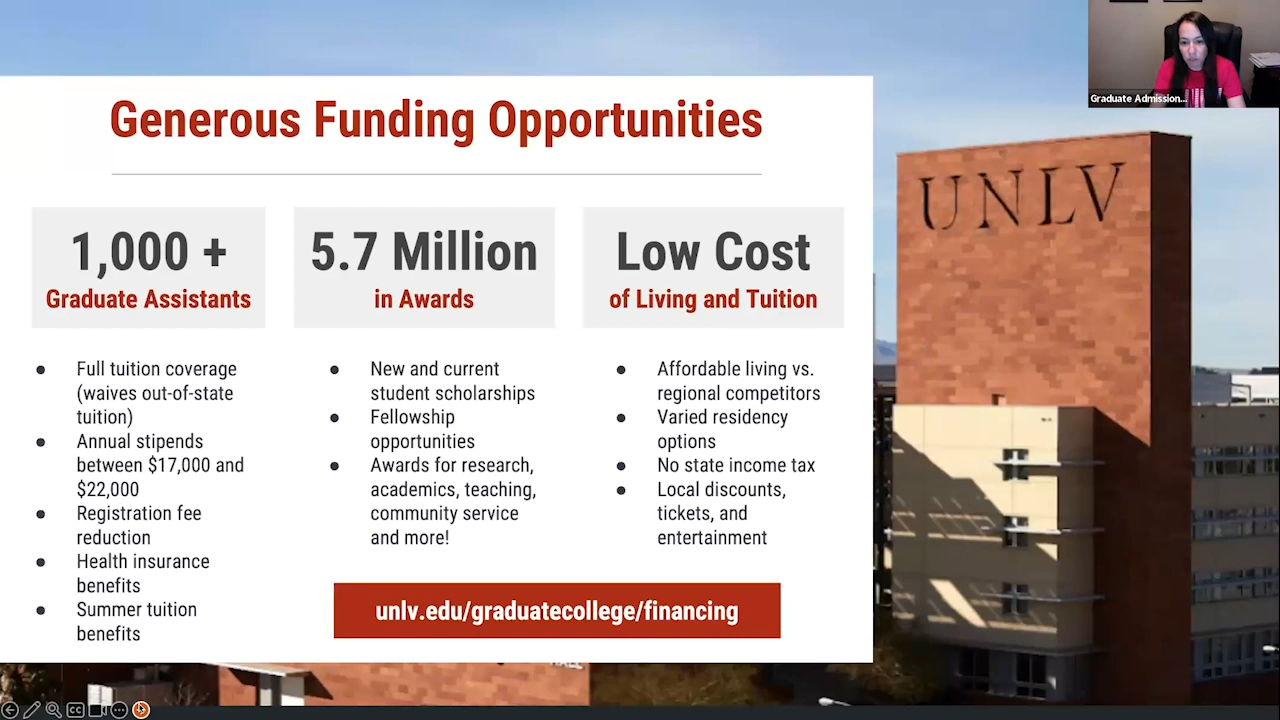 Generous Funding Opportunities
1,000 +
Graduate Assistants
Full tuition coverage
(waives out-of-state
tuition)
Annual stipends
between $17,000 and
$22,000
Registration fee
reduction
Health insurance
benefits
Summer tuition
benefits
5.7 Million
in Awards
New and current
student scholarships
Fellowship
opportunities
Awards for research,
academics, teaching,
community service
and more!
Low Cost
of Living and Tuition
Affordable living vs.
regional competitors
Varied residency
options
No state income tax
Local discounts,
tickets, and
entertainment
unlv.edu/graduatecollege/financing
Graduate Admission...
UNLV
HALL
CC